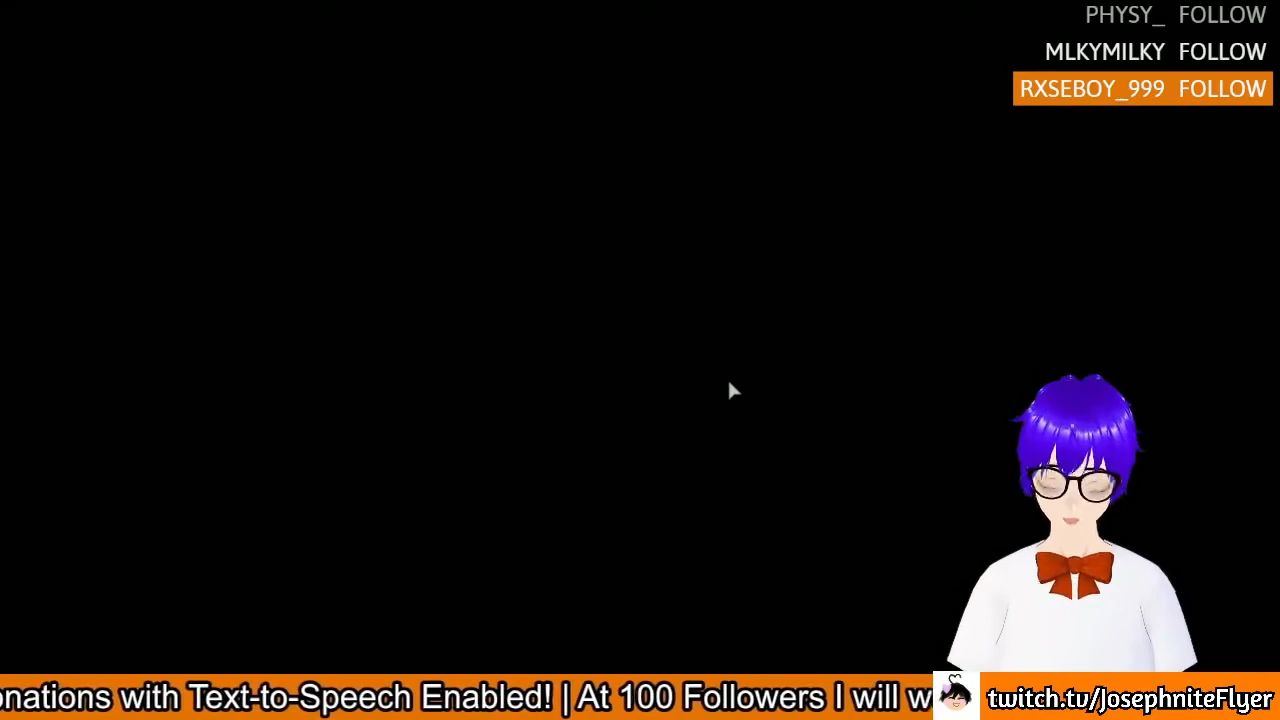 PHYSY_ FOLLOW
MLKYMILKY FOLLOW
RXSEBOY_999 FOLLOW
onations with Text-to-Speech Enabled! | At 100 Followers I will w
twitch.tv/JosephniteFlyer